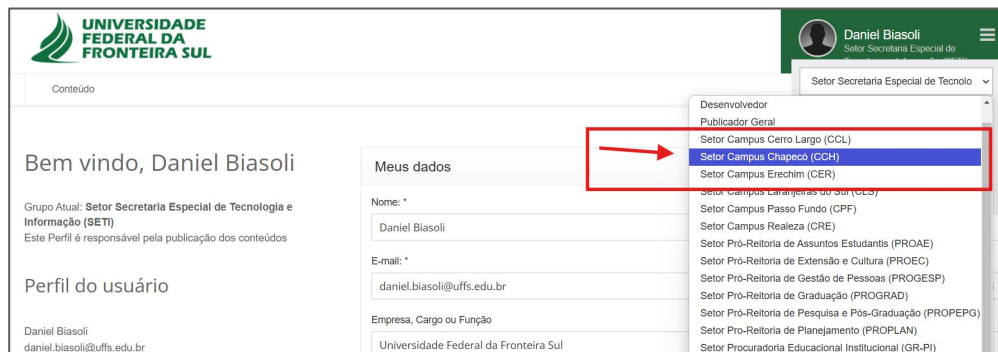 UNIVERSIDADE
FEDERAL DA
FRONTEIRA SUL
Daniel Biasoli
Setor Secretaria Especial de
Setor Secretaria Especial de Tecnolo
Conteúdo
Desenvolvedor
Publicador Geral
Setor Campus Cerro Largo (CCL)
Setor Campus Chapecó (CCH)
Setor Campus Erechim (CER)
Setor Campus Laranjeiras do Sul (CLS)
Setor Campus Passo Fundo (CPF)
Setor Campus Realeza (CRE)
Setor Pró-Reitoria de Assuntos Estudantis (PROAE)
Setor Pró-Reitoria de Extensão e Cultura (PROEC)
Setor Pró-Reitoria de Gestão de Pessoas (PROGESP)
Setor Pró-Reitoria de Graduação (PROGRAD)
Setor Pró-Reitoria de Pesquisa e Pós-Graduação (PROPEPG)
Setor Pro-Reitoria de Planejamento (PROPLAN)
Setor Procuradoria Educacional Institucional (GR-PI)
Bem vindo, Daniel Biasoli
Grupo Atual: Setor Secretaria Especial de Tecnologia e
Informação (SETI)
Este Perfil é responsável pela publicação dos conteúdos
Perfil do usuário
Daniel Biasoli
daniel.biasoli@uffs.edu.br
Meus dados
Nome: *
Daniel Biasoli
E-mail: *
daniel.biasoli@uffs.edu.br
Empresa, Cargo ou Função
Universidade Federal da Fronteira Sul